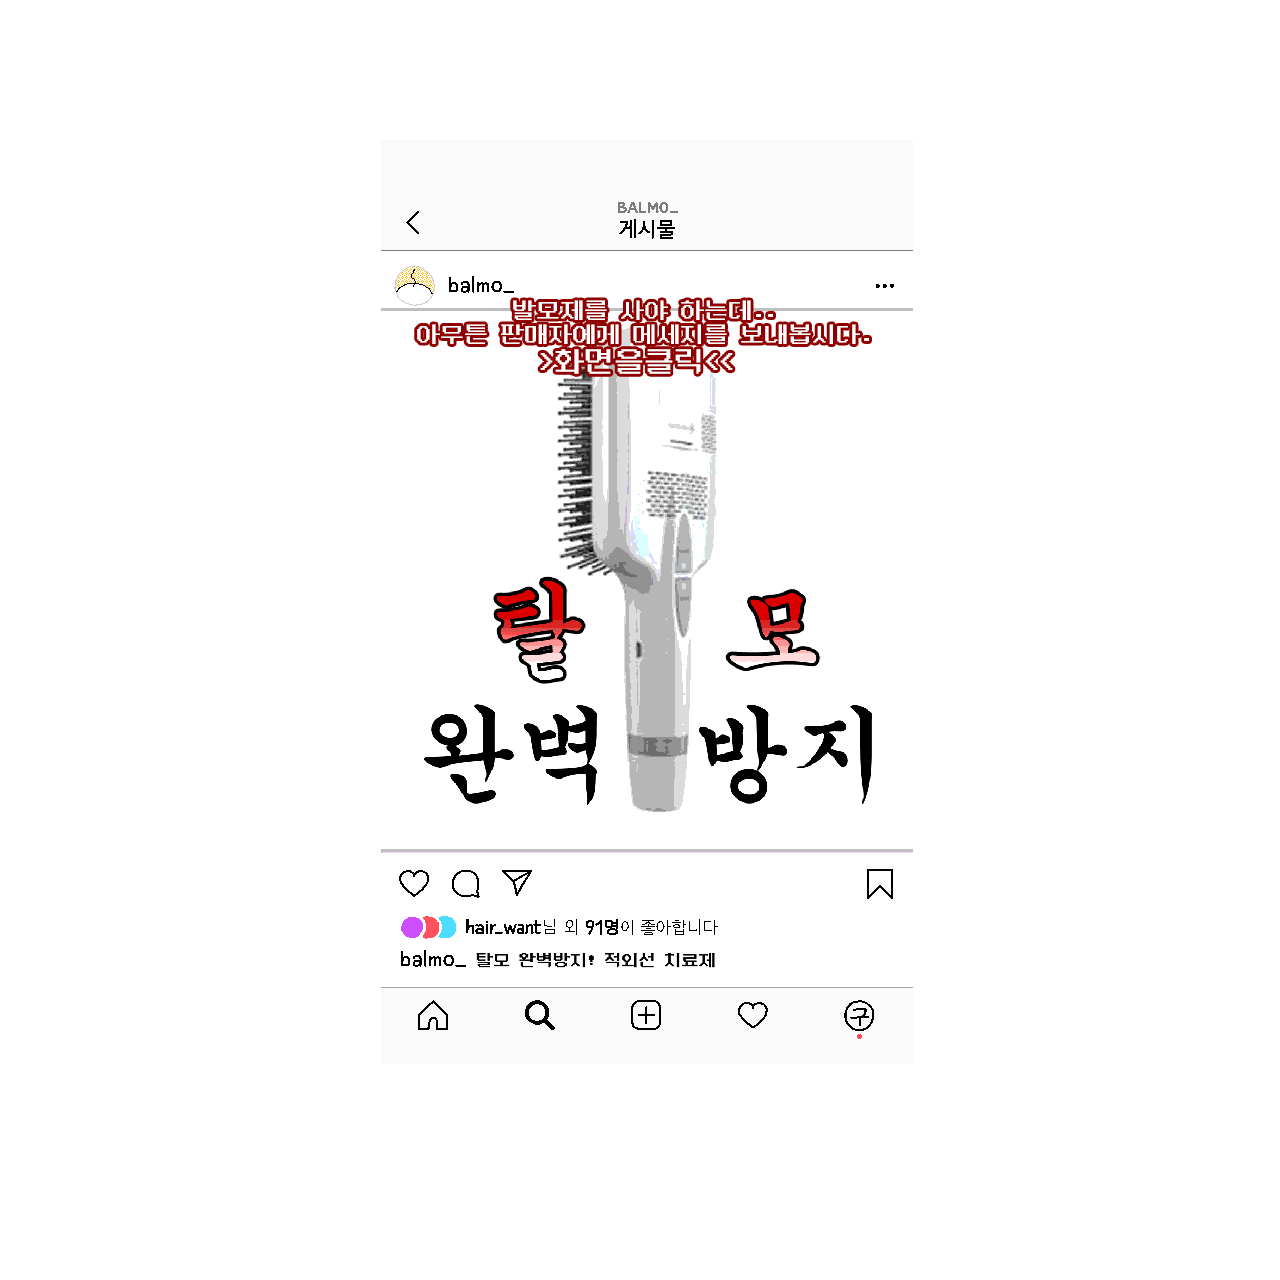 BALMO_
게시물
balmo_
발모제를 사야 하는데..
아무튼 판매자에게 메세지를 보내봅시다.
>화면을클릭<<
탈 모
완벽 방지
hair_want님 외 91명이 좋아합니다
balmo_ 탈모 완벽방지! 적외선 치료제
구